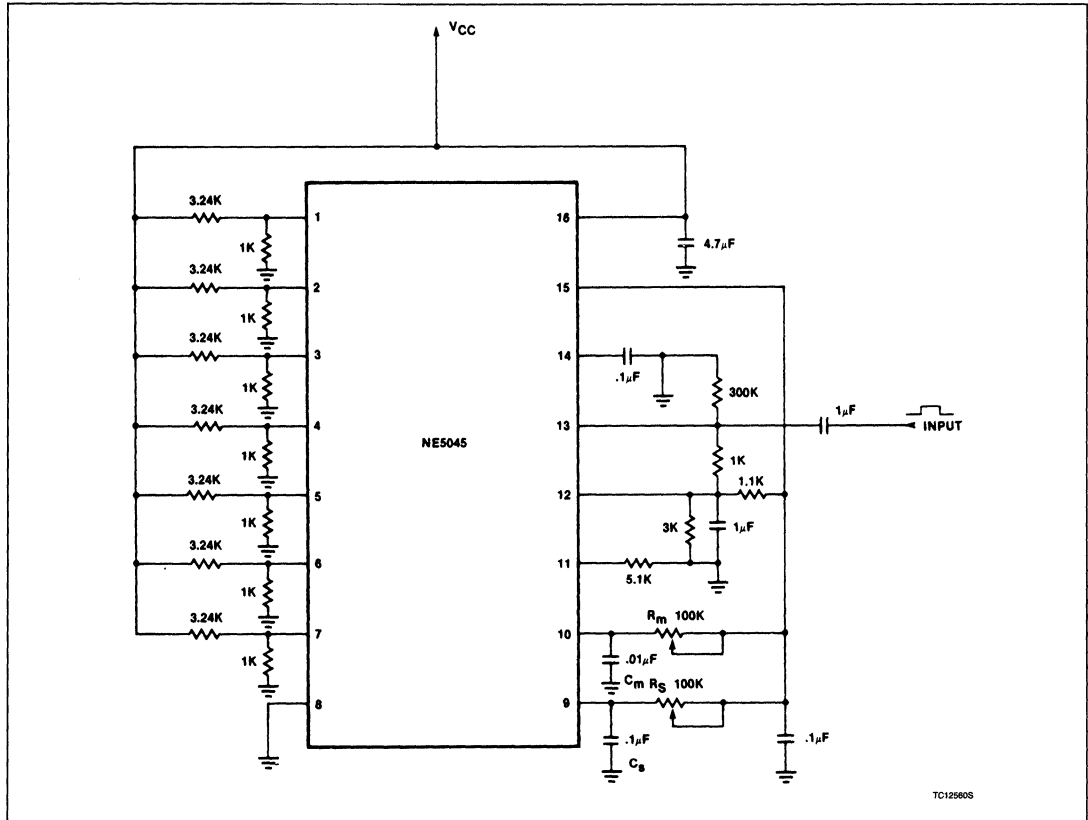 VCC
3.24K
1
16
1K
4.7μF
3.24K
2
15
1K
3.24K
3
14
.1μF
1K
300K
1μF
3.24K
4
13
INPUT
NE5045
1K
1K
1.1K
3.24K
5
12
1K
3K
1μF
3.24K
6
11
5.1K
1K
3.24K
Rm 100K
7
10
1K
.01μF
Cm RS 100K
8
9
.1μF
.1μF
Cs
TC12560S